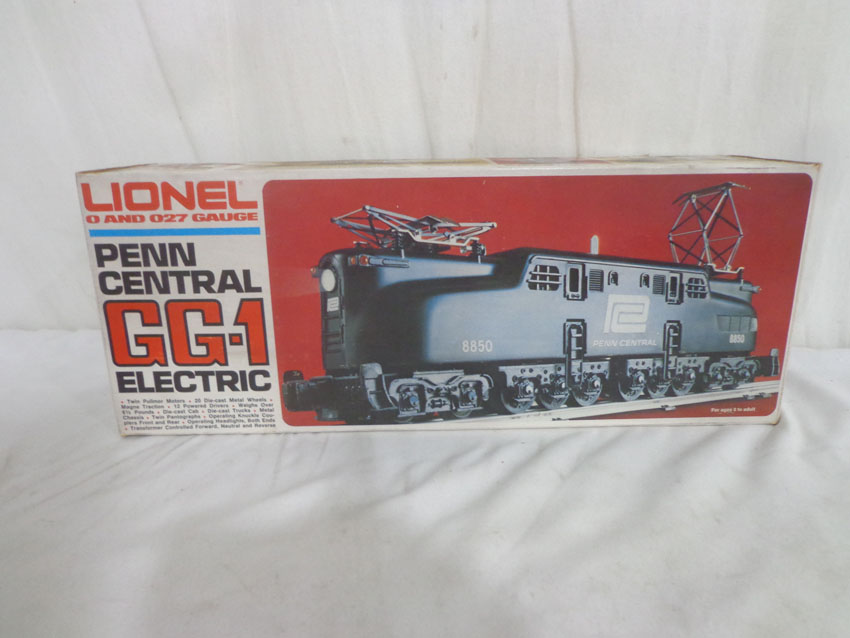 LIONEL
O AND O27 GAUGE
PENN
CENTRAL
GG-1
ELECTRIC
• Twin Pullmor Motors • 20 Die-cast Metal Wheels •
Magne Traction • 12 Powered Drivers • Weighs Over
6½ Pounds • Die-cast Cab • Die-cast Trucks • Metal
Chassis • Twin Pantographs • Operating Knuckle Cou-
plers Front and Rear • Operating Headlights, Both Ends
• Transformer Controlled Forward, Neutral and Reverse
8850
PENN CENTRAL
8850
For ages 8 to adult